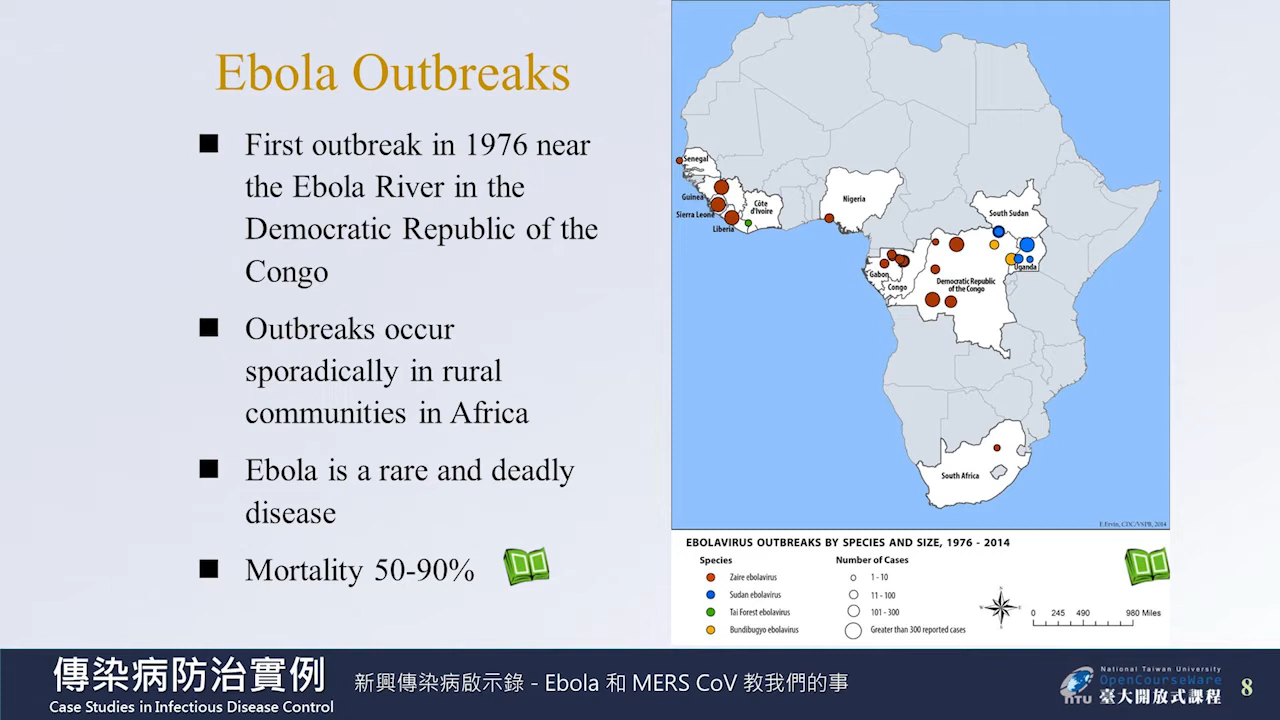 Ebola Outbreaks
First outbreak in 1976 near
the Ebola River in the
Democratic Republic of the
Congo
Outbreaks occur
sporadically in rural
communities in Africa
Ebola is a rare and deadly
disease
Mortality 50-90%
Senegal
Guinea
Sierra Leone
Côte
d'Ivoire
Liberia
Nigeria
South Sudan
Uganda
Gabon
Congo
Democratic Republic
of the Congo
South Africa
E Ervin, CDC/VSPB, 2014
EBOLAVIRUS OUTBREAKS BY SPECIES AND SIZE, 1976 - 2014
Species
Zaire ebolavirus
Sudan ebolavirus
Tai Forest ebolavirus
Bundibugyo ebolavirus
Number of Cases
1 - 10
11 - 100
101 - 300
Greater than 300 reported cases
N
W E
S
0 245 490 980 Miles
傳染病防治實例
Case Studies in Infectious Disease Control
新興傳染病啟示錄 - Ebola 和 MERS CoV 教我們的事
NTU
National Taiwan University
OpenCourseWare
臺大開放式課程
8